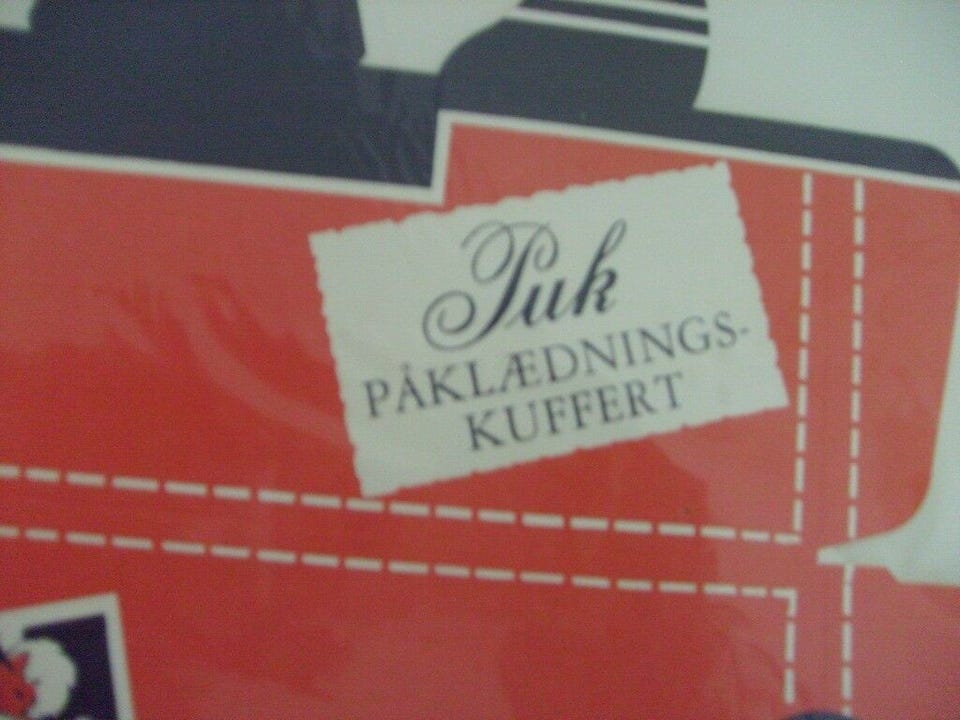 Puk
PÅKLÆDNINGS-
KUFFERT